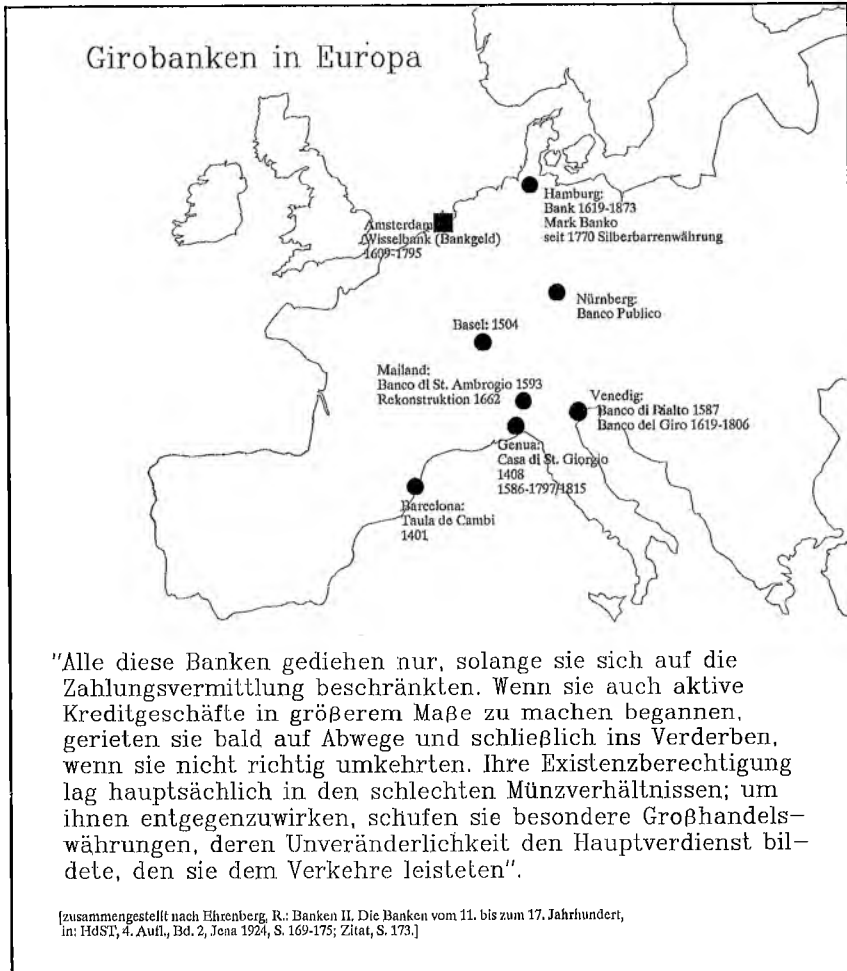 Girobanken in Europa
Hamburg:
Bank 1619-1873
Mark Banko
seit 1770 Silberbarrenwährung
Amsterdam
Wisselbank (Bankgeld)
1609-1795
Nürnberg:
Banco Publico
Basel: 1504
Mailand:
Banco di St. Ambrogio 1593
Rekonstruktion 1662
Venedig:
Banco di Rialto 1587
Banco del Giro 1619-1806
Genua:
Casa di St. Giorgio
1408
1586-1797/1815
Barcelona:
Taula de Cambi
1401
"Alle diese Banken gediehen nur, solange sie sich auf die
Zahlungsvermittlung beschränkten. Wenn sie auch aktive
Kreditgeschäfte in größerem Maße zu machen begannen,
gerieten sie bald auf Abwege und schließlich ins Verderben,
wenn sie nicht richtig umkehrten. Ihre Existenzberechtigung
lag hauptsächlich in den schlechten Münzverhältnissen; um
ihnen entgegenzuwirken, schufen sie besondere Großhandels-
währungen, deren Unveränderlichkeit den Hauptverdienst bil-
dete, den sie dem Verkehre leisteten".
[zusammengestellt nach Ehrenberg, R.: Banken II. Die Banken vom 11. bis zum 17. Jahrhundert,
in: HdST, 4. Aufl., Bd. 2, Jena 1924, S. 169-175; Zitat, S. 173.]